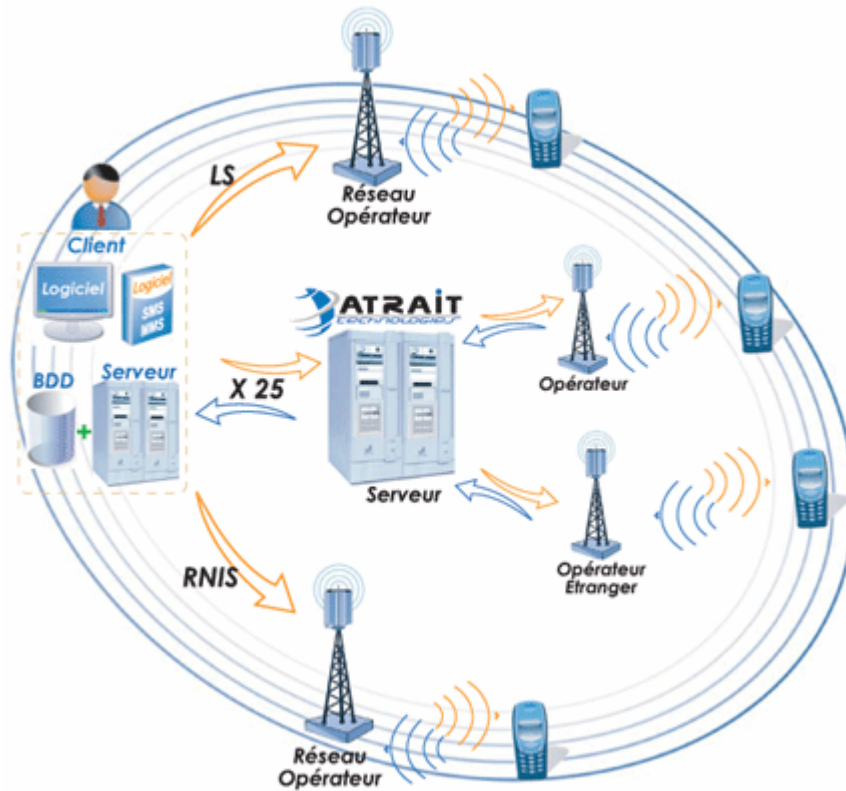 LS
Réseau
Opérateur
Client
Logiciel
Logiciel
SMS
MMS
BDD
Serveur
X 25
ATRAIT
technologies
Serveur
Opérateur
Opérateur
Etranger
RNIS
Réseau
Opérateur